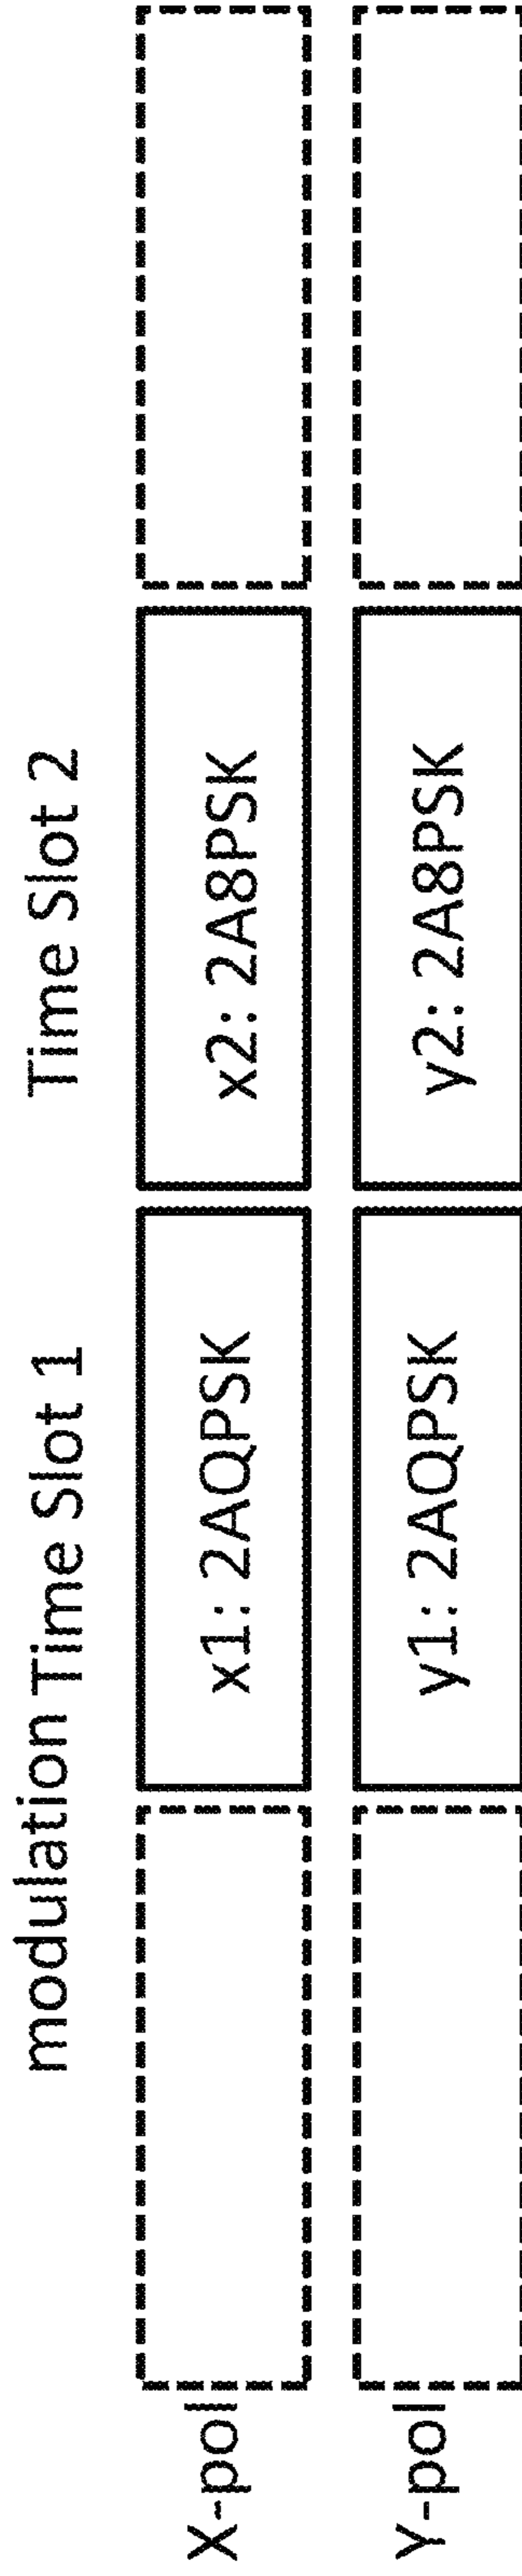 modulation Time Slot 1 Time Slot 2
X-pol x1: 2AQPSK x2: 2A8PSK
Y-pol y1: 2AQPSK y2: 2A8PSK